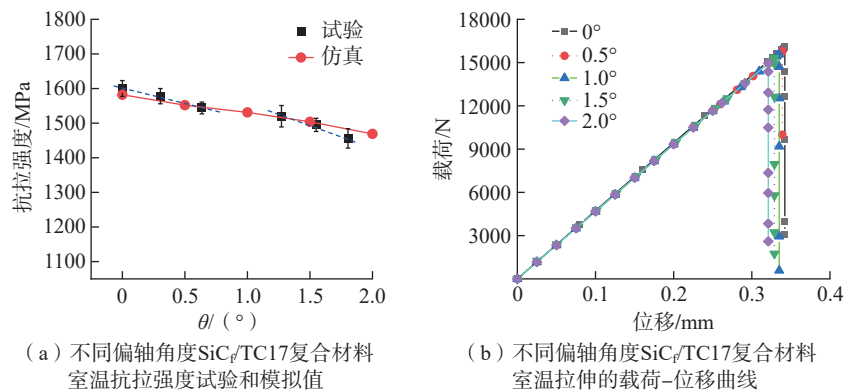 1800
1700
1600
1500
1400
1300
1200
1100
抗拉强度/MPa
试验
仿真
0
0.5
1.0
1.5
2.0
θ/（°）
（a）不同偏轴角度SiCf/TC17复合材料
室温抗拉强度试验和模拟值
18000
15000
12000
9000
6000
3000
载荷/N
0°
0.5°
1.0°
1.5°
2.0°
0
0.1
0.2
0.3
0.4
位移/mm
（b）不同偏轴角度SiCf/TC17复合材料
室温拉伸的载荷–位移曲线